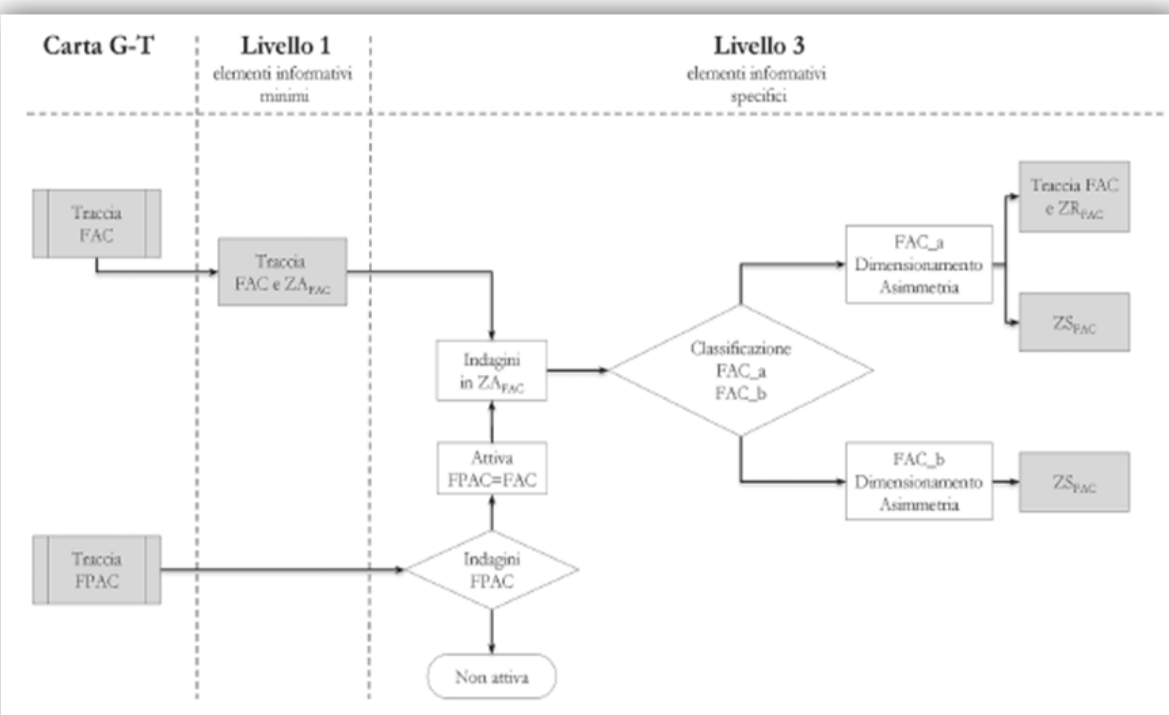 Carta G-T
Livello 1
elementi informativi
minimi
Livello 3
elementi informativi
specifici
Traccia
FAC
Traccia
FAC e ZAFAC
Indagini
in ZAFAC
Attiva
FPAC=FAC
Traccia
FPAC
Indagini
FPAC
Non attiva
Classificazione
FAC_a
FAC_b
FAC_a
Dimensionamento
Asimmetria
Traccia FAC
e ZRFAC
ZSFAC
FAC_b
Dimensionamento
Asimmetria
ZSFAC